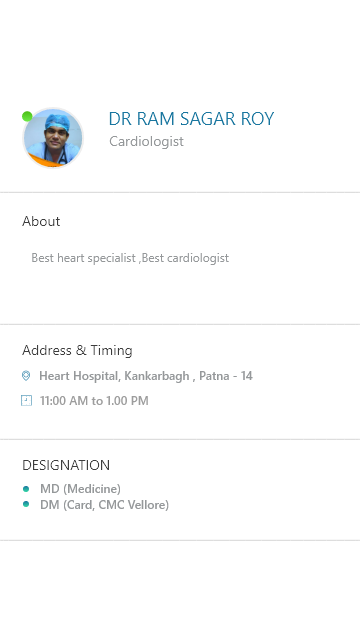 DR RAM SAGAR ROY
Cardiologist
About
Best heart specialist ,Best cardiologist
Address & Timing
Heart Hospital, Kankarbagh , Patna - 14
11:00 AM to 1.00 PM
DESIGNATION
MD (Medicine)
DM (Card, CMC Vellore)